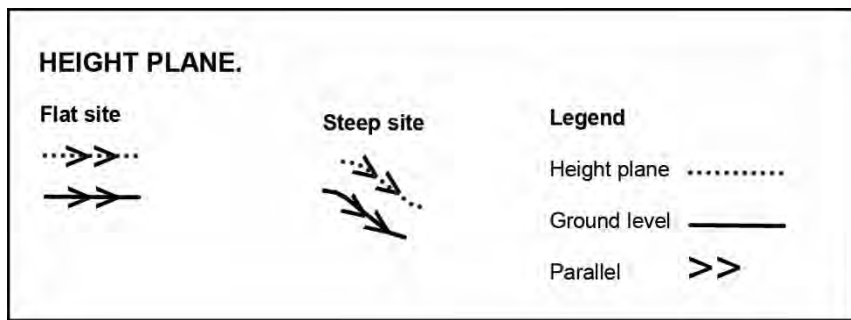 HEIGHT PLANE.
Flat site
Steep site
Legend
Height plane
Ground level
Parallel >>